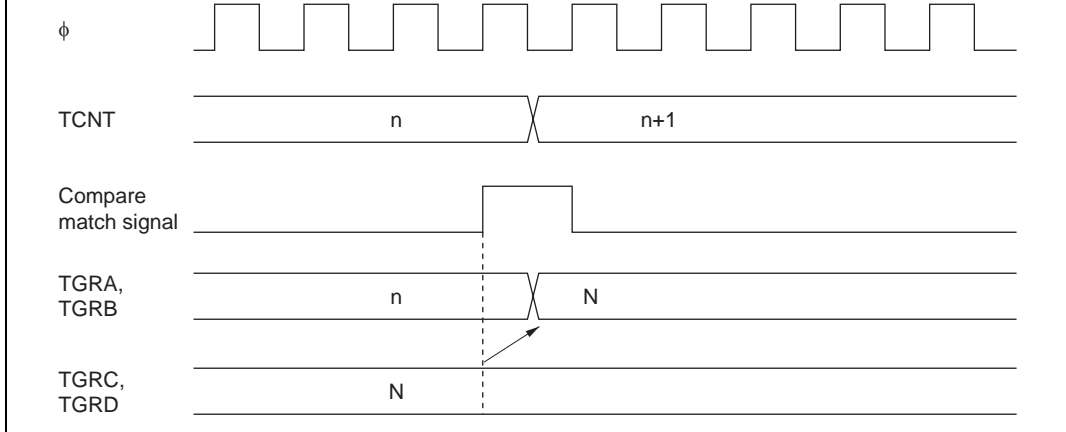 ϕ
TCNT
n
n+1
Compare
match signal
TGRA,
TGRB
n
N
TGRC,
TGRD
N